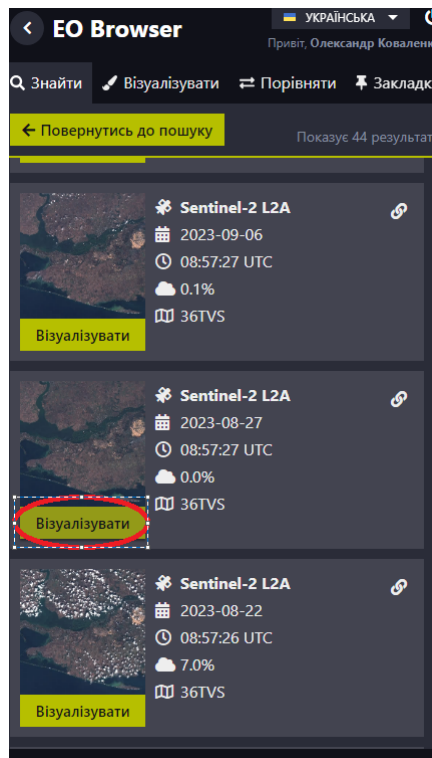 УКРАЇНСЬКА
EO Browser
Привіт, Олександр Коваленк
Знайти Візуалізувати Порівняти Закладк
Повернутись до пошуку
Показує 44 результат
Sentinel-2 L2A
2023-09-06
08:57:27 UTC
0.1%
36TVS
Візуалізувати
Sentinel-2 L2A
2023-08-27
08:57:27 UTC
0.0%
36TVS
Візуалізувати
Sentinel-2 L2A
2023-08-22
08:57:26 UTC
7.0%
36TVS
Візуалізувати